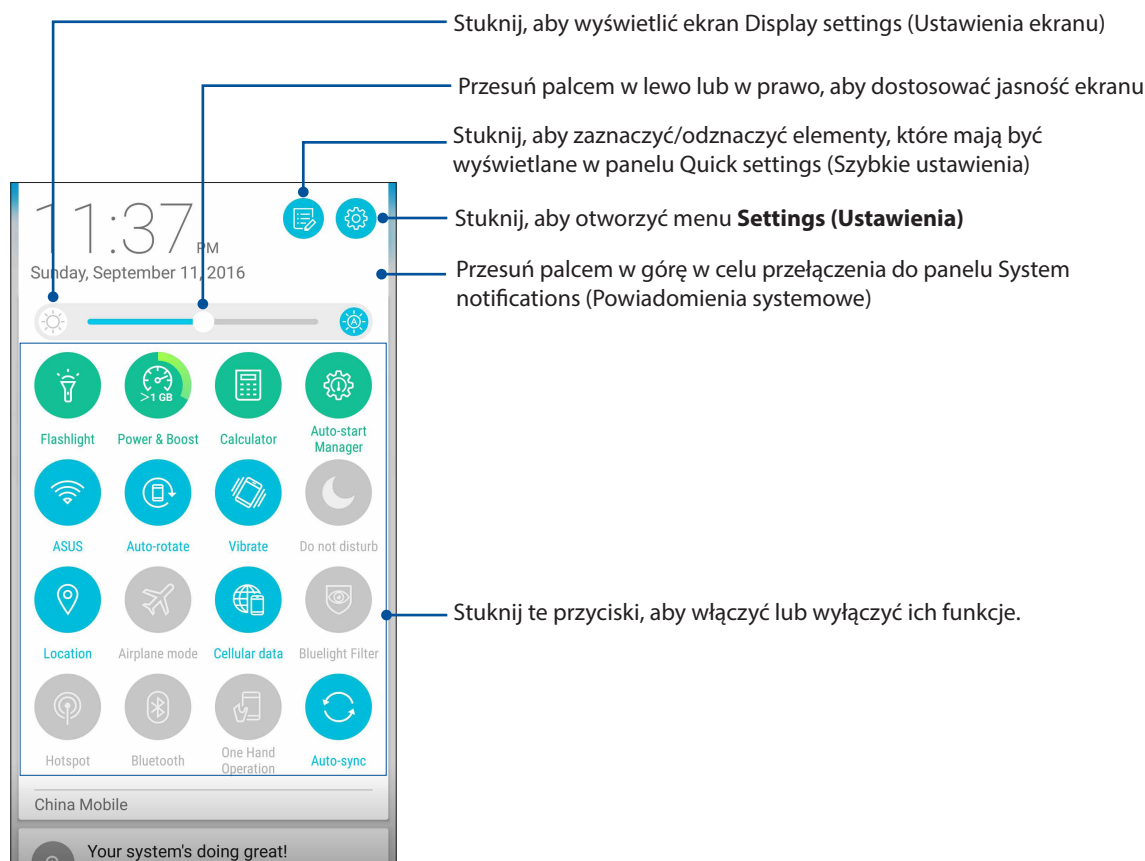 Stuknij, aby wyświetlić ekran Display settings (Ustawienia ekranu)
Przesuń palcem w lewo lub w prawo, aby dostosować jasność ekranu
Stuknij, aby zaznaczyć/odznaczyć elementy, które mają być
wyświetlane w panelu Quick settings (Szybkie ustawienia)
Stuknij, aby otworzyć menu Settings (Ustawienia)
Przesuń palcem w górę w celu przełączenia do panelu System
notifications (Powiadomienia systemowe)
Stuknij te przyciski, aby włączyć lub wyłączyć ich funkcje.
11:37 PM
Sunday, September 11, 2016
A
>1 GB
Flashlight Power & Boost Calculator Auto-start
Manager
ASUS Auto-rotate Vibrate Do not disturb
Location Airplane mode Cellular data Bluelight Filter
Hotspot Bluetooth One Hand
Operation Auto-sync
China Mobile
Your system's doing great!